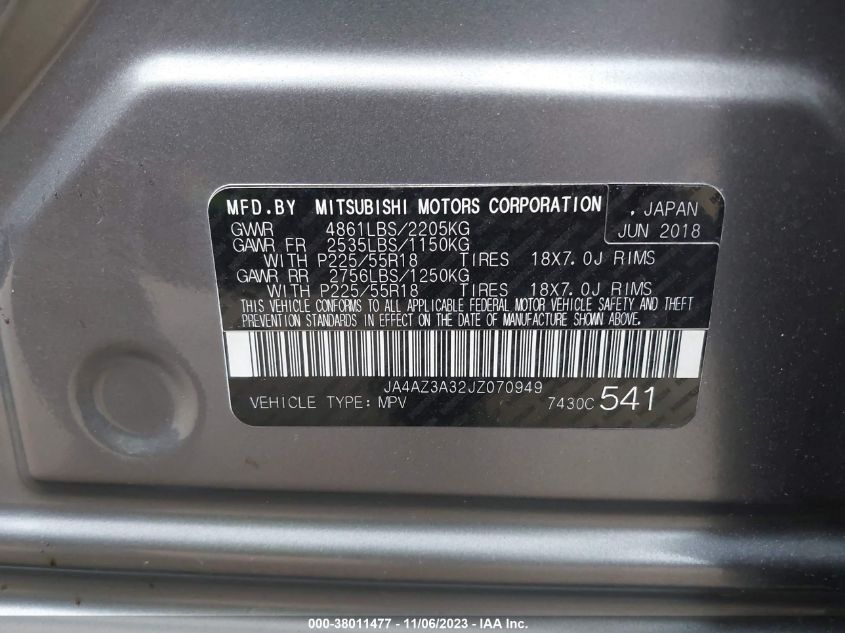 MFD.BY MITSUBISHI MOTORS CORPORATION . JAPAN
GVWR 4861LBS/2205KG JUN 2018
GAWR FR 2535LBS/1150KG
WITH P225/55R18 TIRES 18X7.0J RIMS
GAWR RR 2756LBS/1250KG
WITH P225/55R18 TIRES 18X7.0J RIMS
THIS VEHICLE CONFORMS TO ALL APPLICABLE FEDERAL MOTOR VEHICLE SAFETY AND THEFT
PREVENTION STANDARDS IN EFFECT ON THE DATE OF MANUFACTURE SHOWN ABOVE.
JA4AZ3A32JZ070949
VEHICLE TYPE: MPV 7430C 541
000-38011477 - 11/06/2023 - IAA Inc.